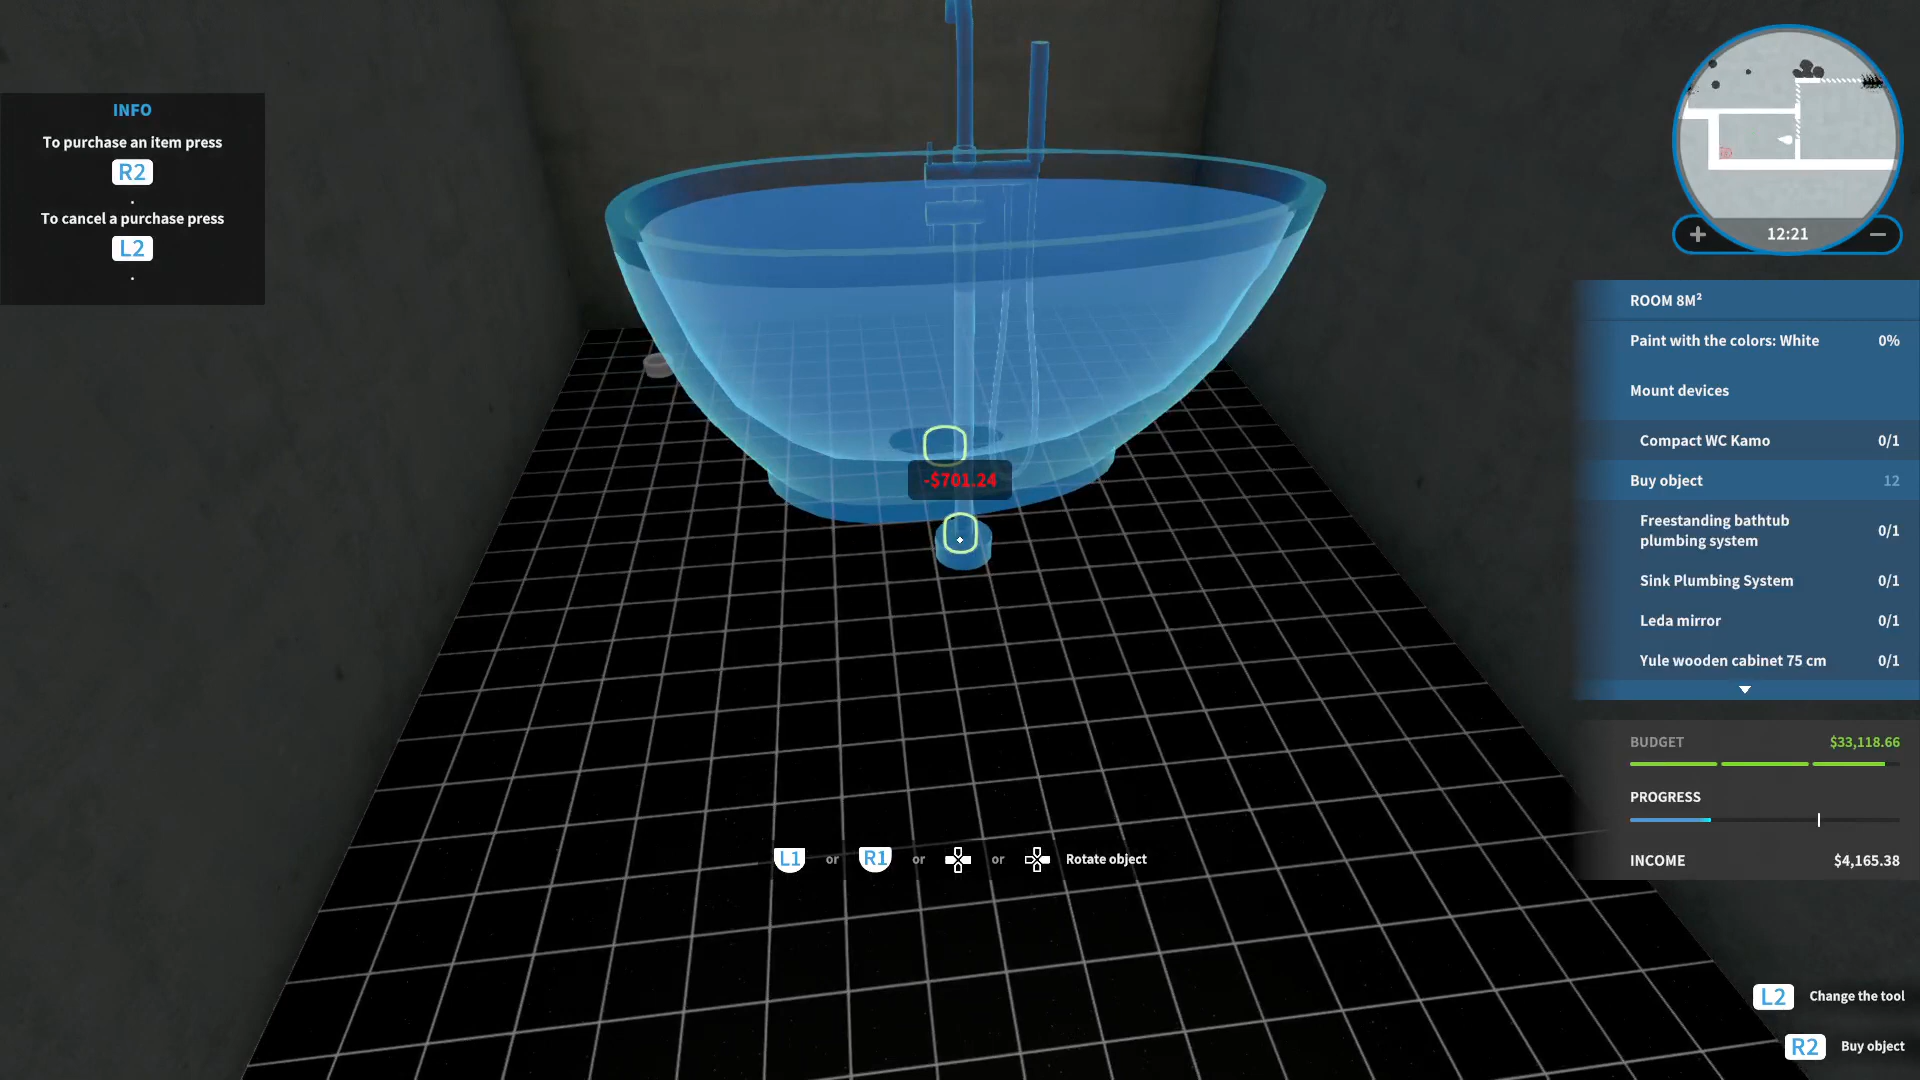 INFO
To purchase an item press
R2
.
To cancel a purchase press
L2
.
-$701.24
L1 or R1 or or Rotate object
12:21
ROOM 8M²
Paint with the colors: White 0%
Mount devices
Compact WC Kamo 0/1
Buy object 12
Freestanding bathtub
plumbing system 0/1
Sink Plumbing System 0/1
Leda mirror 0/1
Yule wooden cabinet 75 cm 0/1
BUDGET $33,118.66
PROGRESS
INCOME $4,165.38
L2 Change the tool
R2 Buy object